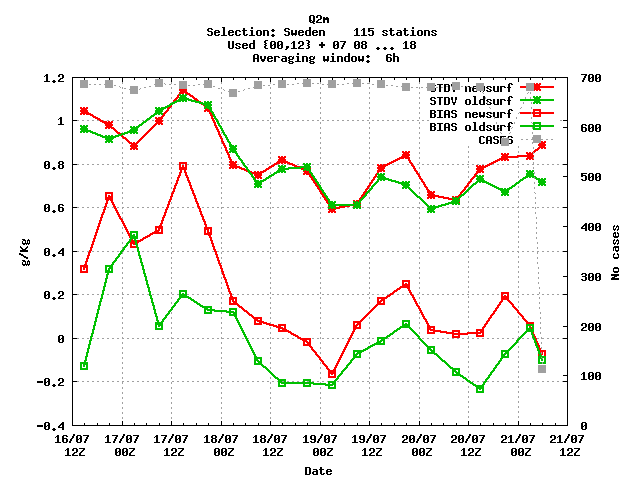 Q2m
Selection: Sweden    115 stations
Used {00,12} + 07 08 ... 18
Averaging window:  6h
STDV newsurf
STDV oldsurf
BIAS newsurf
BIAS oldsurf
CASES
g/Kg
1,2
1
0,8
0,6
0,4
0,2
0
-0,2
-0,4
700
600
500
400
300
200
100
0
No cases
16/07 17/07 17/07 18/07 18/07 19/07 19/07 20/07 20/07 21/07 21/07
12Z 00Z 12Z 00Z 12Z 00Z 12Z 00Z 12Z 00Z 12Z
Date